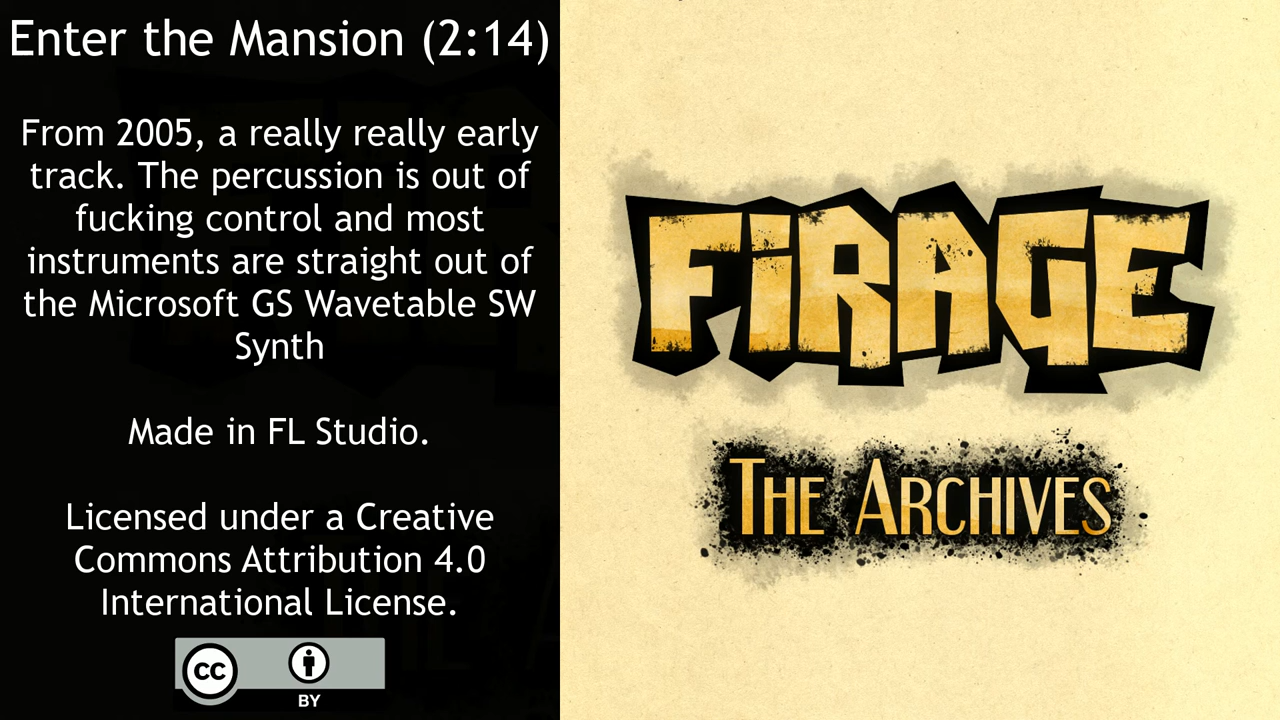 Enter the Mansion (2:14)
From 2005, a really really early
track. The percussion is out of
fucking control and most
instruments are straight out of
the Microsoft GS Wavetable SW
Synth
Made in FL Studio.
Licensed under a Creative
Commons Attribution 4.0
International License.
cc
BY
FiRAGE
THE ARCHIVES